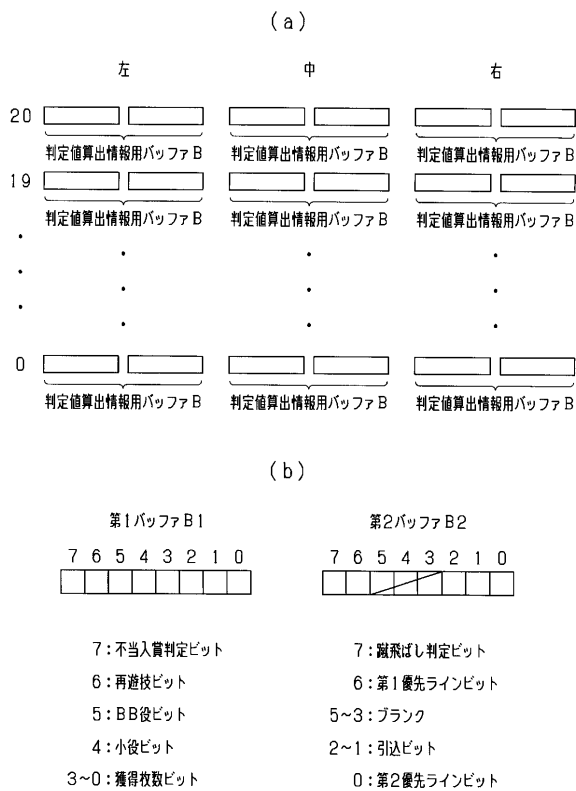 (a)
左 中 右
20
判定値算出情報用バッファB 判定値算出情報用バッファB 判定値算出情報用バッファB
19
判定値算出情報用バッファB 判定値算出情報用バッファB 判定値算出情報用バッファB
0
判定値算出情報用バッファB 判定値算出情報用バッファB 判定値算出情報用バッファB
(b)
第1バッファB1 第2バッファB2
7 6 5 4 3 2 1 0 7 6 5 4 3 2 1 0
7:不当入賞判定ビット 7:蹴飛ばし判定ビット
6:再遊技ビット 6:第1優先ラインビット
5:BB役ビット 5~3:ブランク
4:小役ビット 2~1:引込ビット
3~0:獲得枚数ビット 0:第2優先ラインビット